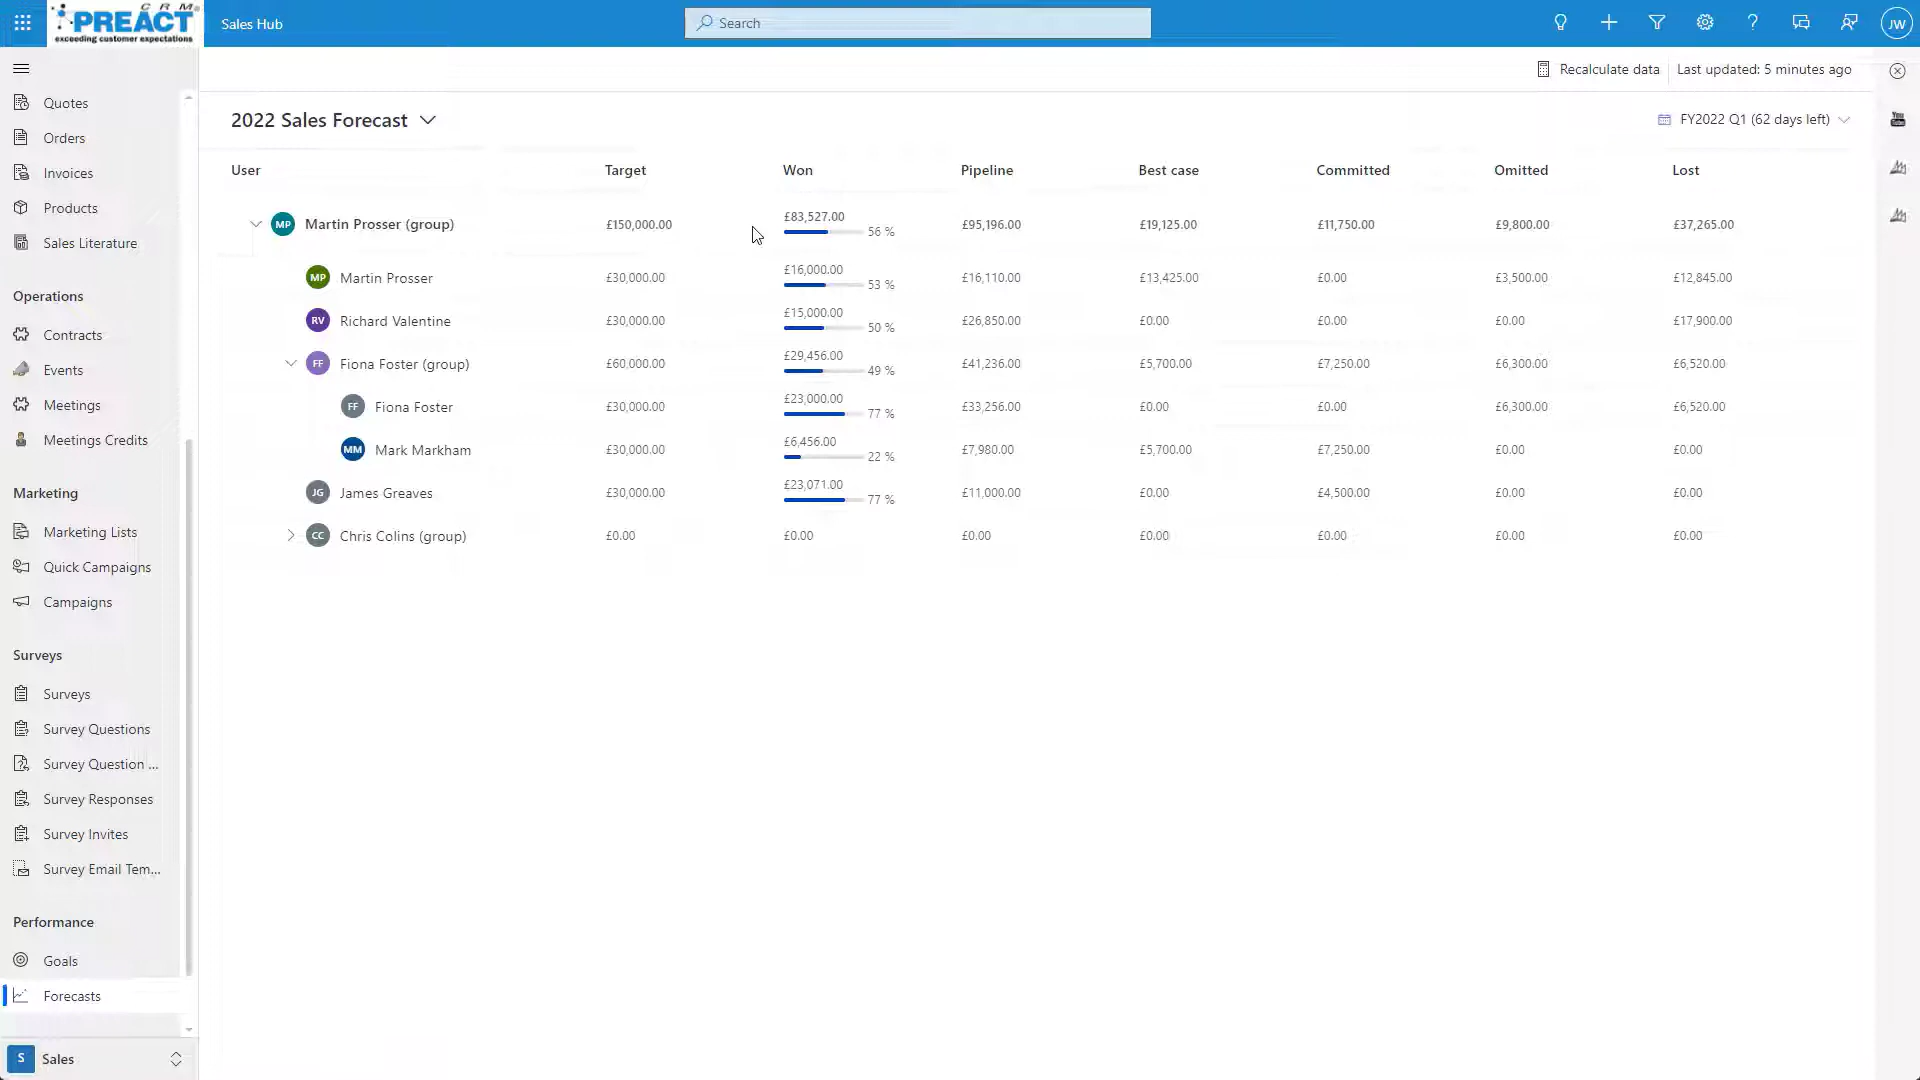 CRM
PREACT
exceeding customer expectations
Sales Hub
Search
JW
Recalculate data
Last updated: 5 minutes ago
2022 Sales Forecast
FY2022 Q1 (62 days left)
User Target Won Pipeline Best case Committed Omitted Lost
MP Martin Prosser (group) £150,000.00 £83,527.00 56 % £95,196.00 £19,125.00 £11,750.00 £9,800.00 £37,265.00
MP Martin Prosser £30,000.00 £16,000.00 53 % £16,110.00 £13,425.00 £0.00 £3,500.00 £12,845.00
RV Richard Valentine £30,000.00 £15,000.00 50 % £26,850.00 £0.00 £0.00 £0.00 £17,900.00
FF Fiona Foster (group) £60,000.00 £29,456.00 49 % £41,236.00 £5,700.00 £7,250.00 £6,300.00 £6,520.00
FF Fiona Foster £30,000.00 £23,000.00 77 % £33,256.00 £0.00 £0.00 £6,300.00 £6,520.00
MM Mark Markham £30,000.00 £6,456.00 22 % £7,980.00 £5,700.00 £7,250.00 £0.00 £0.00
JG James Greaves £30,000.00 £23,071.00 77 % £11,000.00 £0.00 £4,500.00 £0.00 £0.00
CC Chris Colins (group) £0.00 £0.00 £0.00 £0.00 £0.00 £0.00 £0.00
Quotes
Orders
Invoices
Products
Sales Literature
Operations
Contracts
Events
Meetings
Meetings Credits
Marketing
Marketing Lists
Quick Campaigns
Campaigns
Surveys
Surveys
Survey Questions
Survey Question ...
Survey Responses
Survey Invites
Survey Email Tem...
Performance
Goals
Forecasts
S Sales